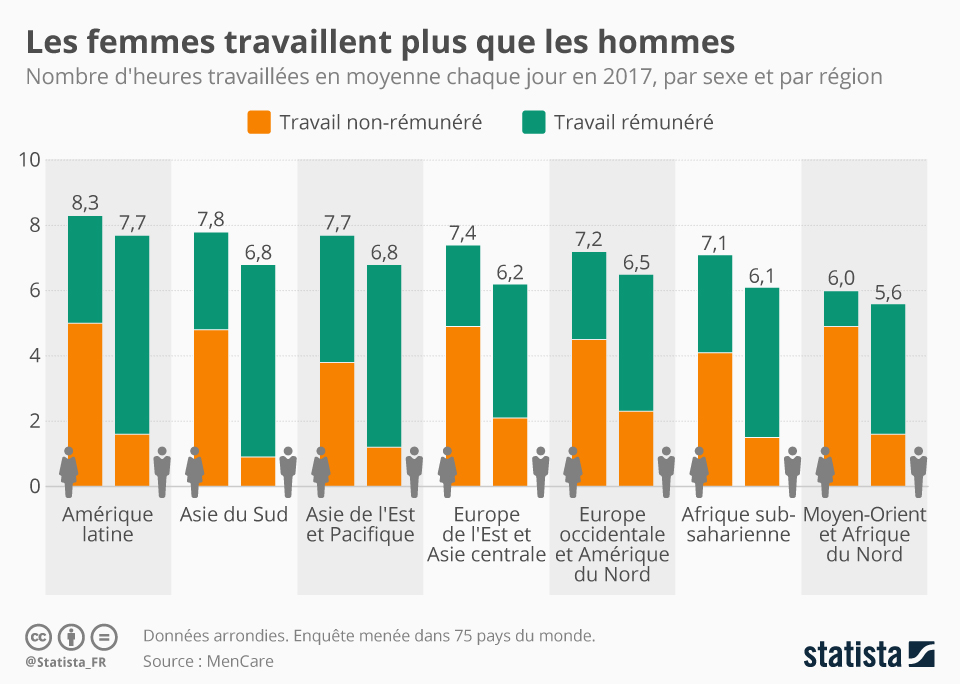 Les femmes travaillent plus que les hommes
Nombre d'heures travaillées en moyenne chaque jour en 2017, par sexe et par région
Travail non-rémunéré
Travail rémunéré
10
8
6
4
2
0
8,3
7,7
7,8
6,8
7,7
6,8
7,4
6,2
7,2
6,5
7,1
6,1
6,0
5,6
Amérique
latine
Asie du Sud
Asie de l'Est
et Pacifique
Europe
de l'Est et
Asie centrale
Europe
occidentale
et Amérique
du Nord
Afrique sub-
saharienne
Moyen-Orient
et Afrique
du Nord
cc
@Statista_FR
Données arrondies. Enquête menée dans 75 pays du monde.
Source : MenCare
statista